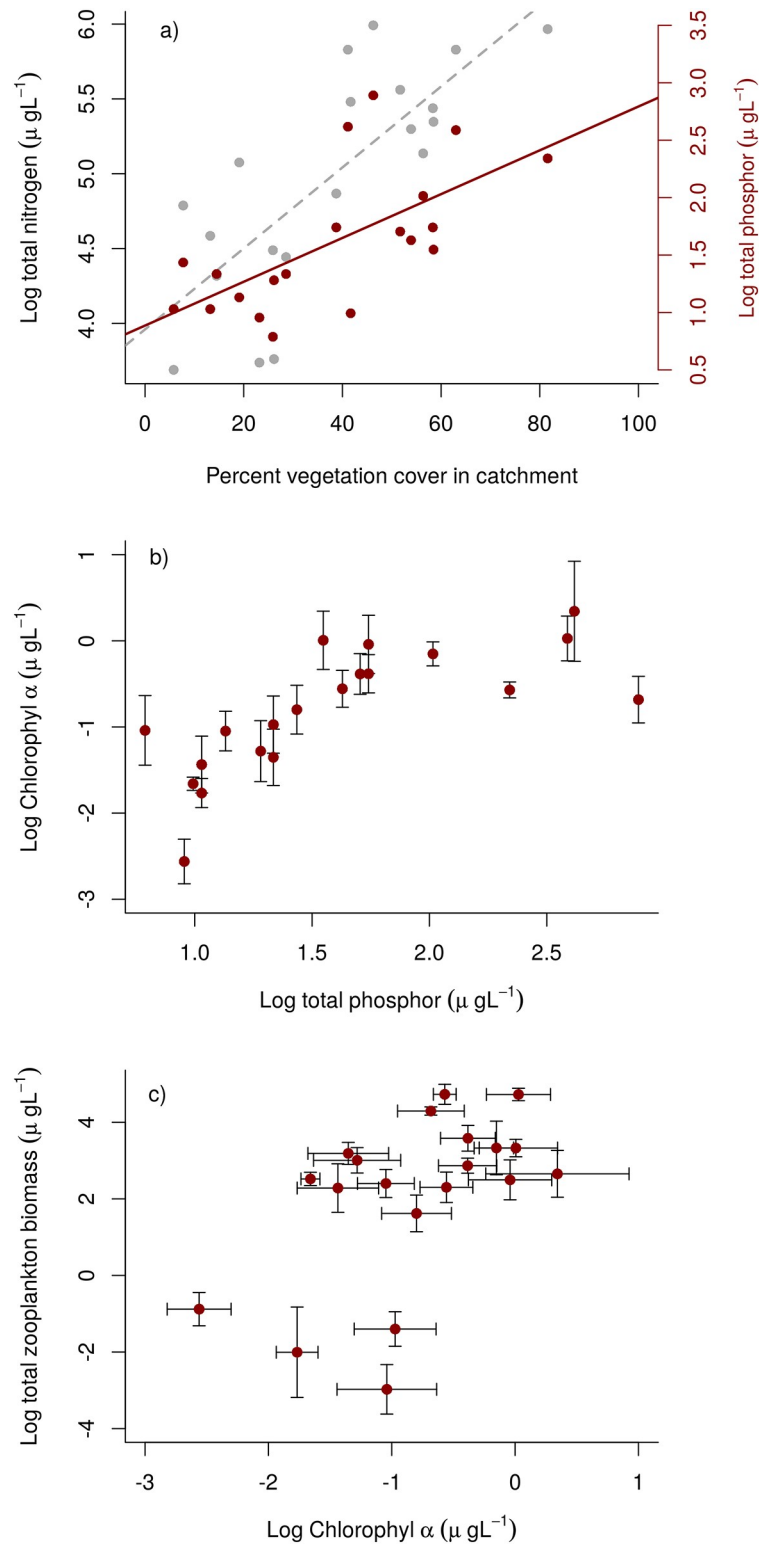 a)
Log total nitrogen (μ gL⁻¹)
6.0
5.5
5.0
4.5
4.0
3.5
3.0
2.5
2.0
1.5
1.0
0.5
Log total phosphor (μ gL⁻¹)
0 20 40 60 80 100
Percent vegetation cover in catchment
b)
Log Chlorophyl α (μ gL⁻¹)
1
0
-1
-2
-3
1.0 1.5 2.0 2.5
Log total phosphor (μ gL⁻¹)
c)
Log total zooplankton biomass (μ gL⁻¹)
4
2
0
-2
-4
-3 -2 -1 0 1
Log Chlorophyl α (μ gL⁻¹)